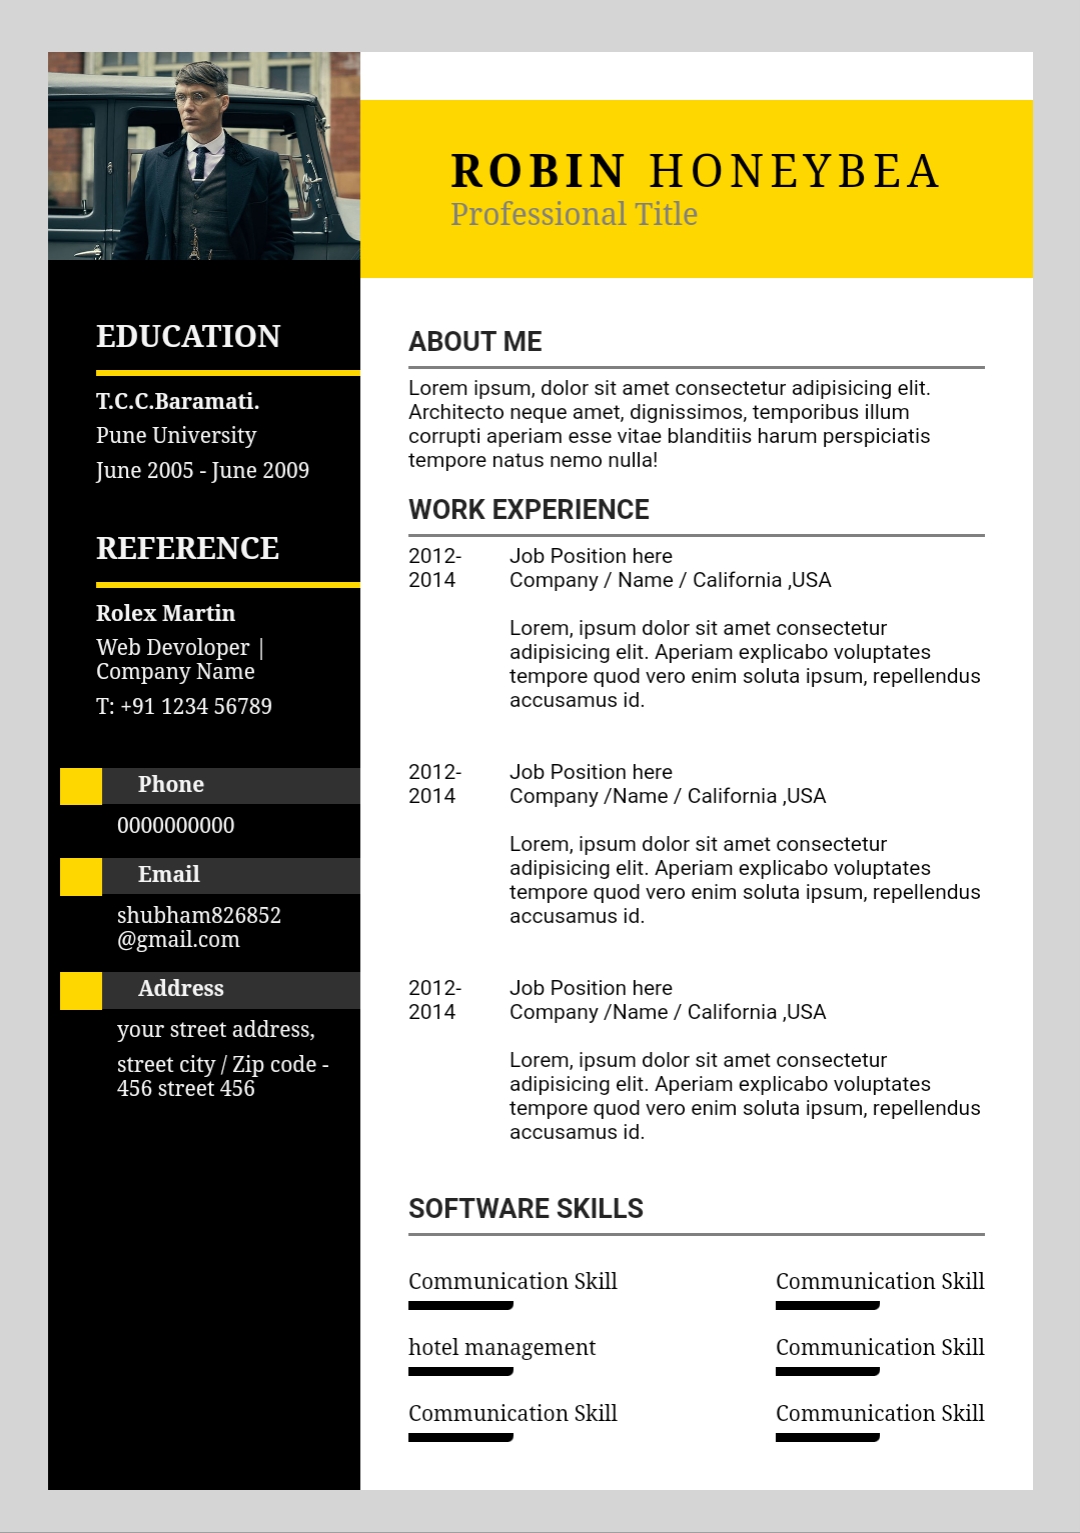 ROBIN HONEYBEA
Professional Title
EDUCATION
T.C.C.Baramati.
Pune University
June 2005 - June 2009
REFERENCE
Rolex Martin
Web Devoloper |
Company Name
T: +91 1234 56789
Phone
0000000000
Email
shubham826852
@gmail.com
Address
your street address,
street city / Zip code -
456 street 456
ABOUT ME
Lorem ipsum, dolor sit amet consectetur adipisicing elit.
Architecto neque amet, dignissimos, temporibus illum
corrupti aperiam esse vitae blanditiis harum perspiciatis
tempore natus nemo nulla!
WORK EXPERIENCE
2012-
2014
Job Position here
Company / Name / California ,USA
Lorem, ipsum dolor sit amet consectetur
adipisicing elit. Aperiam explicabo voluptates
tempore quod vero enim soluta ipsum, repellendus
accusamus id.
2012-
2014
Job Position here
Company /Name / California ,USA
Lorem, ipsum dolor sit amet consectetur
adipisicing elit. Aperiam explicabo voluptates
tempore quod vero enim soluta ipsum, repellendus
accusamus id.
2012-
2014
Job Position here
Company /Name / California ,USA
Lorem, ipsum dolor sit amet consectetur
adipisicing elit. Aperiam explicabo voluptates
tempore quod vero enim soluta ipsum, repellendus
accusamus id.
SOFTWARE SKILLS
Communication Skill
Communication Skill
hotel management
Communication Skill
Communication Skill
Communication Skill